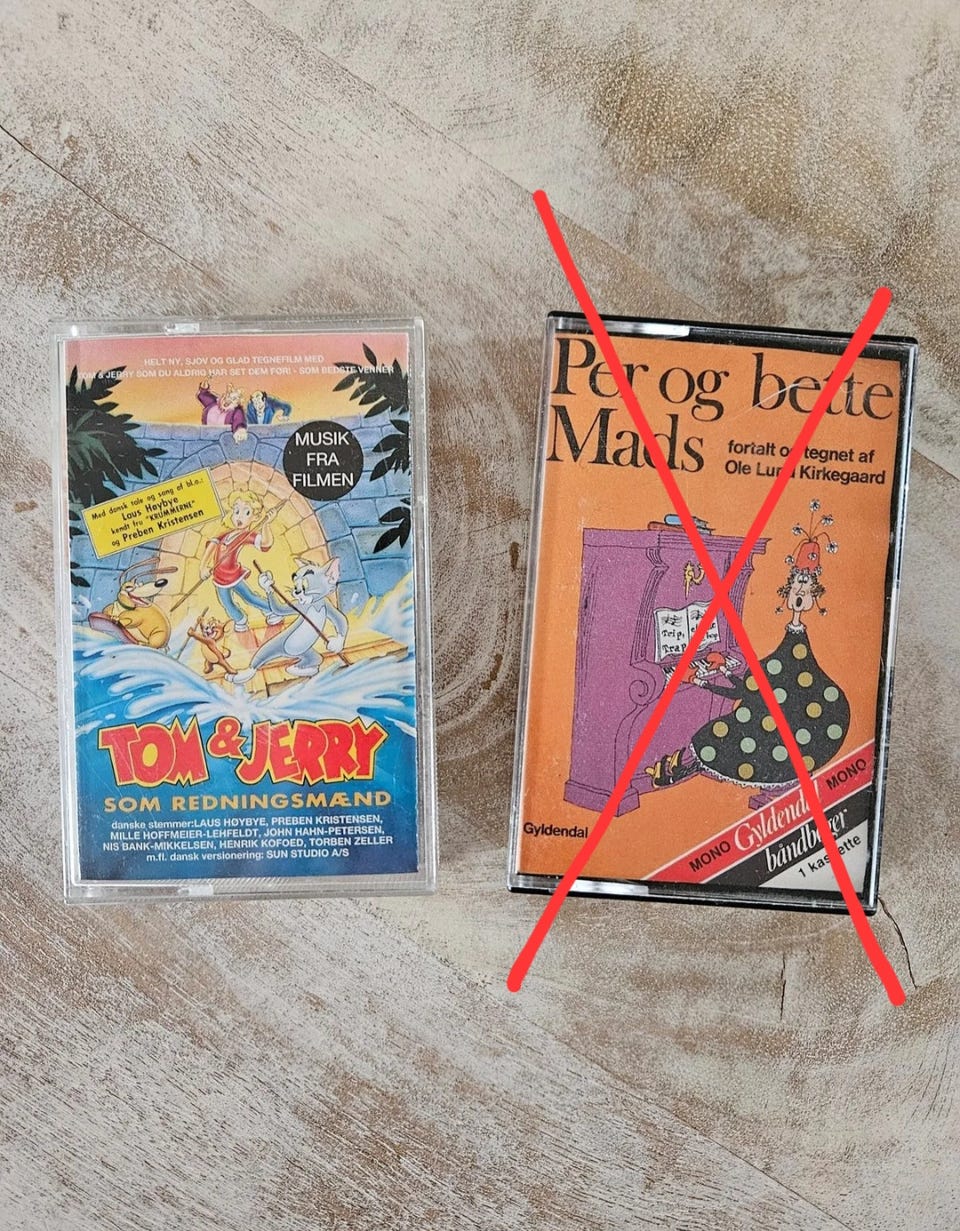 HELT NY, SJOV OG GLAD TEGNEFILM MED
TOM & JERRY SOM DU ALDRIG HAR SET DEM FØR! - SOM BEDSTE VENNER
MUSIK
FRA
FILMEN
Med dansk tale og sang af bl.a.:
Laus Høybye
kendt fra "KRUMMERNE"
og Preben Kristensen
TOM & JERRY
SOM REDNINGSMÆND
danske stemmer:LAUS HØYBYE, PREBEN KRISTENSEN,
MILLE HOFFMEIER-LEHFELDT, JOHN HAHN-PETERSEN,
NIS BANK-MIKKELSEN, HENRIK KOFOED, TORBEN ZELLER
m.fl. dansk versionering: SUN STUDIO A/S
Per og bette
Mads
fortalt og tegnet af
Ole Lund Kirkegaard
Trip,
Trap
Gyldendal
MONO Gyldendal MONO
båndbøger
1 kassette